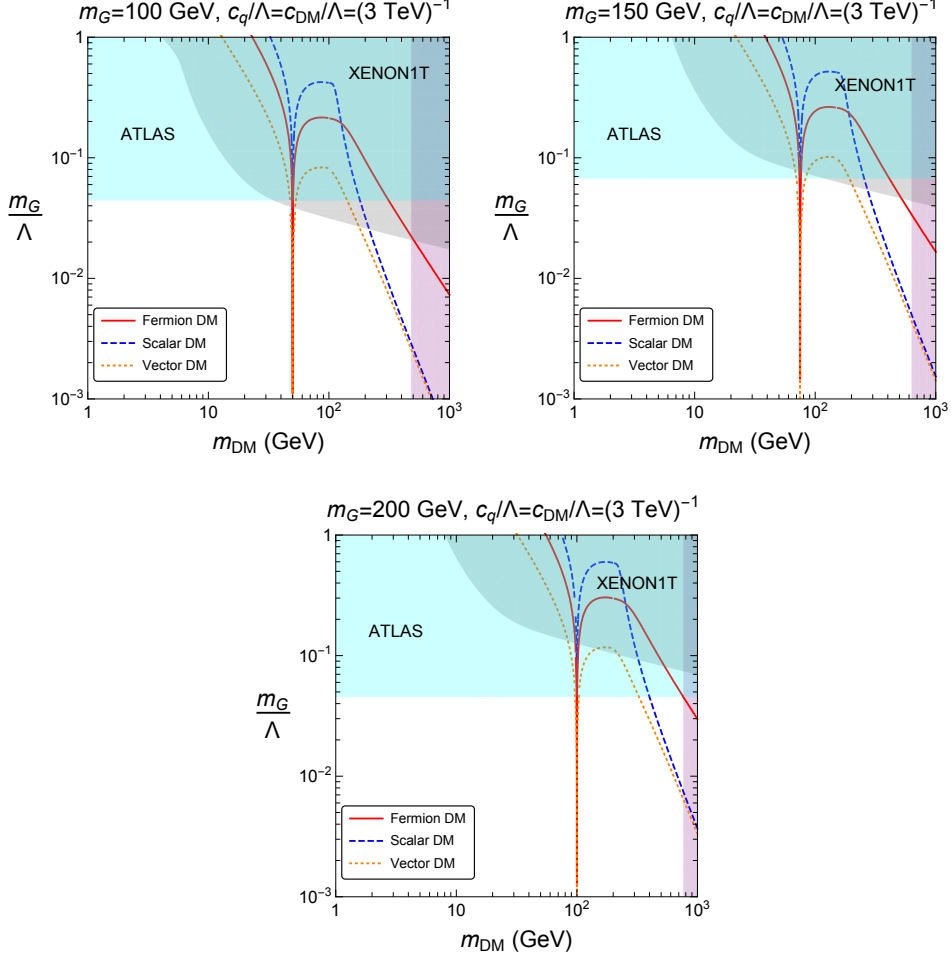 m_G=100 GeV, c_q/Λ=c_DM/Λ=(3 TeV)^−1
1
10^−1
10^−2
10^−3
m_G
Λ
XENON1T
ATLAS
Fermion DM
Scalar DM
Vector DM
1
10
10^2
10^3
m_DM (GeV)
m_G=150 GeV, c_q/Λ=c_DM/Λ=(3 TeV)^−1
1
10^−1
10^−2
10^−3
m_G
Λ
XENON1T
ATLAS
Fermion DM
Scalar DM
Vector DM
1
10
10^2
10^3
m_DM (GeV)
m_G=200 GeV, c_q/Λ=c_DM/Λ=(3 TeV)^−1
1
10^−1
10^−2
10^−3
m_G
Λ
XENON1T
ATLAS
Fermion DM
Scalar DM
Vector DM
1
10
10^2
10^3
m_DM (GeV)